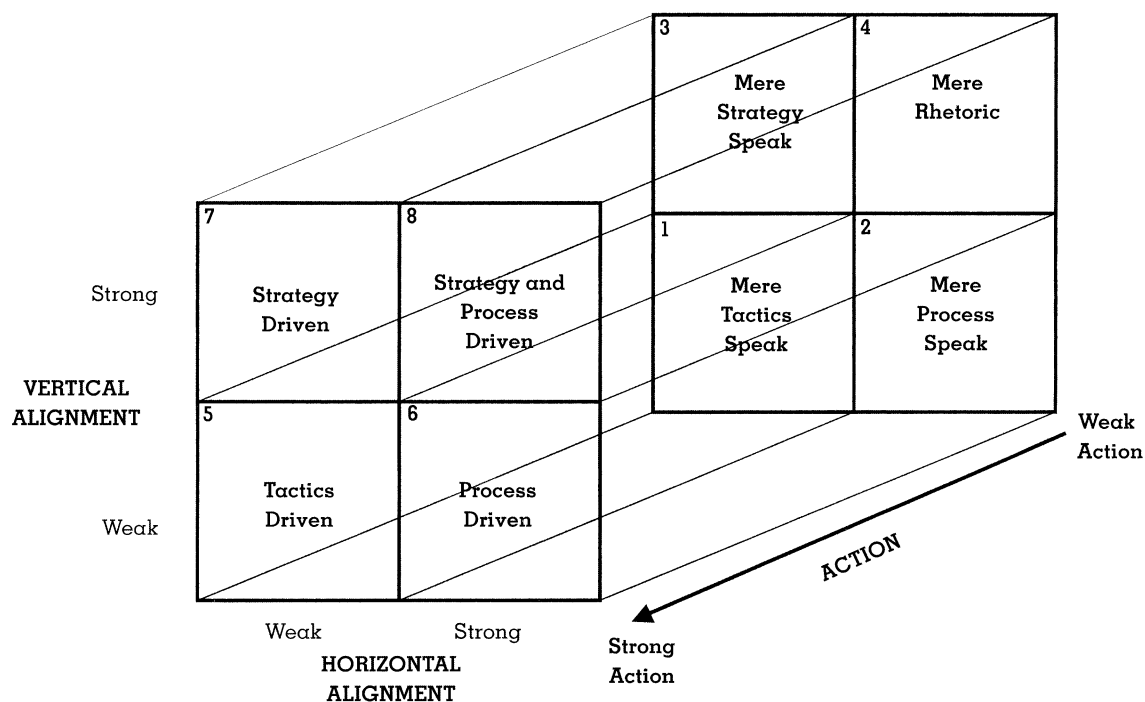 3
Mere
Strategy
Speak
4
Mere
Rhetoric
7
Strategy
Driven
8
Strategy and
Process
Driven
1
Mere
Tactics
Speak
2
Mere
Process
Speak
Strong
VERTICAL
ALIGNMENT
Weak
5
Tactics
Driven
6
Process
Driven
Weak
Action
ACTION
Strong
Action
Weak
Strong
HORIZONTAL
ALIGNMENT